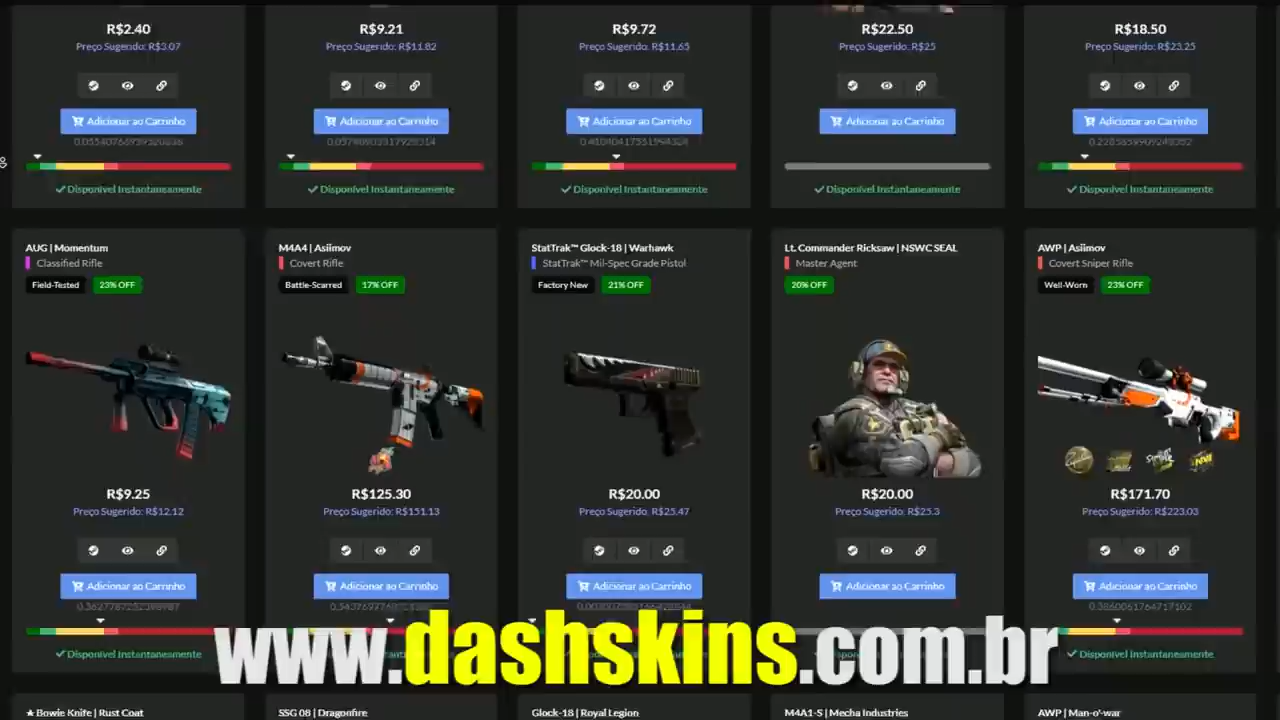 R$2.40
Preço Sugerido: R$3.07
Adicionar ao Carrinho
Disponível Instantaneamente
R$9.21
Preço Sugerido: R$11.82
Adicionar ao Carrinho
Disponível Instantaneamente
R$9.72
Preço Sugerido: R$11.65
Adicionar ao Carrinho
Disponível Instantaneamente
R$22.50
Preço Sugerido: R$25
Adicionar ao Carrinho
Disponível Instantaneamente
R$18.50
Preço Sugerido: R$23.25
Adicionar ao Carrinho
Disponível Instantaneamente
AUG | Momentum
Classified Rifle
Field-Tested 23% OFF
R$9.25
Preço Sugerido: R$12.12
Adicionar ao Carrinho
Disponível Instantaneamente
M4A4 | Asiimov
Covert Rifle
Battle-Scarred 17% OFF
R$125.30
Preço Sugerido: R$151.13
Adicionar ao Carrinho
StatTrak™ Glock-18 | Warhawk
StatTrak™ Mil-Spec Grade Pistol
Factory New 21% OFF
R$20.00
Preço Sugerido: R$25.47
Adicionar ao Carrinho
Lt. Commander Ricksaw | NSWC SEAL
Master Agent
20% OFF
R$20.00
Preço Sugerido: R$25.3
Adicionar ao Carrinho
AWP | Asiimov
Covert Sniper Rifle
Well-Worn 23% OFF
R$171.70
Preço Sugerido: R$223.03
Adicionar ao Carrinho
Disponível Instantaneamente
www.dashskins.com.br
★ Bowie Knife | Rust Coat
SSG 08 | Dragonfire
Glock-18 | Royal Legion
M4A1-S | Mecha Industries
AWP | Man-o'-war